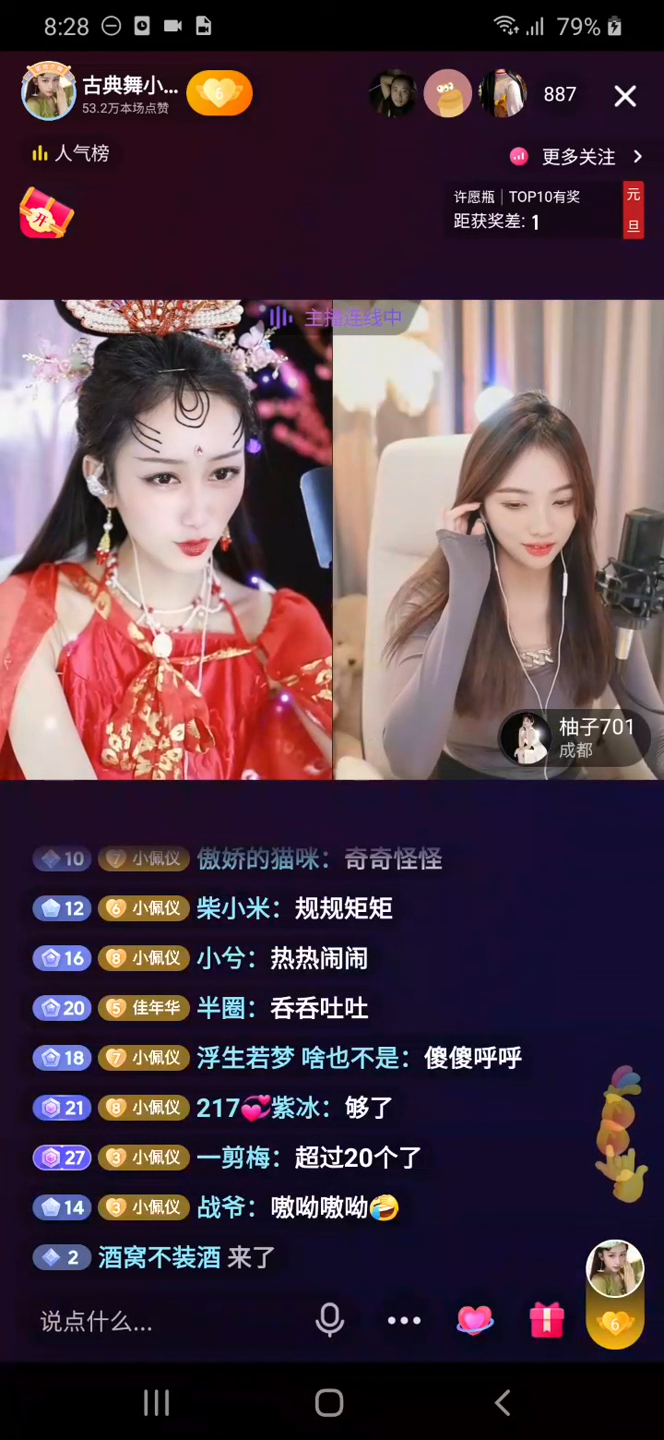 8:28
79%
古典舞小...
53.2万本场点赞
6
887
人气榜
更多关注
开
许愿瓶 | TOP10有奖
距获奖差: 1
元旦
主播连线中
柚子701
成都
10 7 小佩仪 傲娇的猫咪：奇奇怪怪
12 6 小佩仪 柴小米：规规矩矩
16 8 小佩仪 小兮：热热闹闹
20 5 佳年华 半圈：吞吞吐吐
18 7 小佩仪 浮生若梦 啥也不是：傻傻呼呼
21 8 小佩仪 217💞紫冰：够了
27 3 小佩仪 一剪梅：超过20个了
14 3 小佩仪 战爷：嗷呦嗷呦🤣
2 酒窝不装酒 来了
说点什么...
6